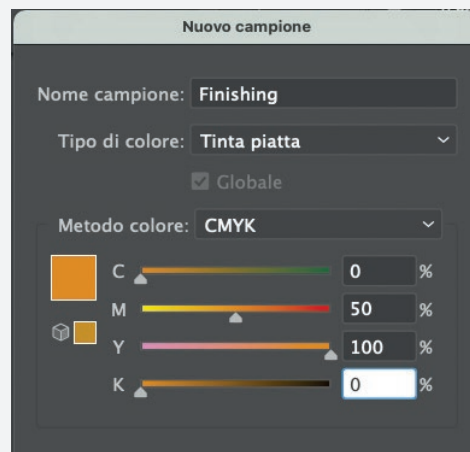 Nuovo campione
Nome campione: Finishing
Tipo di colore: Tinta piatta
Globale
Metodo colore: CMYK
C 0 %
M 50 %
Y 100 %
K 0 %